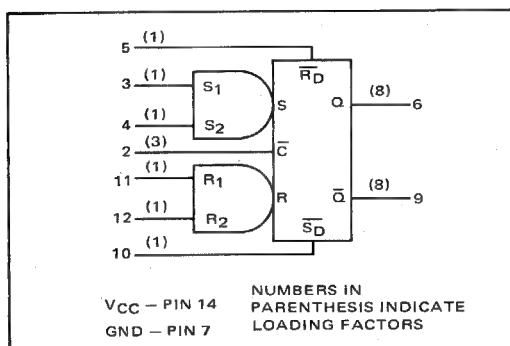 5 (1)
R̅D̅
3 (1)
S1
S Q (8) 6
4 (1)
S2
2 (3)
C̅
11 (1)
R1
R Q̅ (8) 9
12 (1)
R2
S̅D̅
10 (1)
VCC – PIN 14
GND – PIN 7
NUMBERS IN
PARENTHESIS INDICATE
LOADING FACTORS